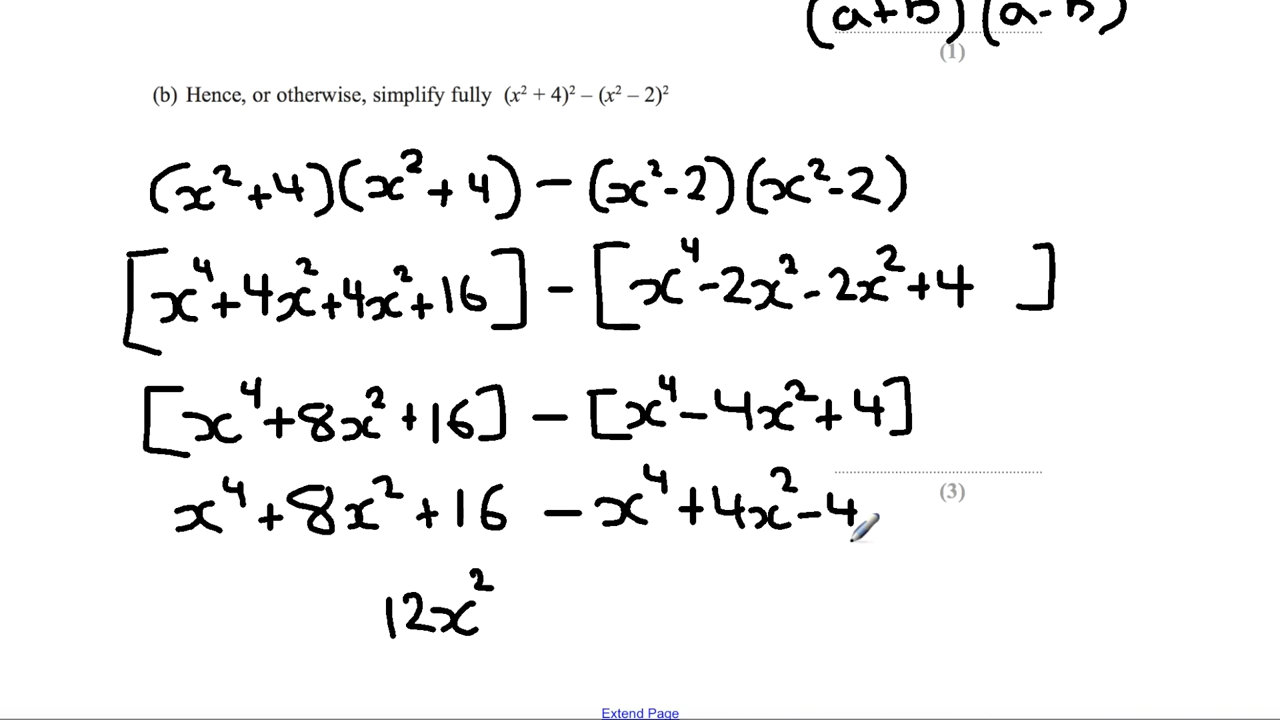 (a+b)(a-b)
(1)
(b) Hence, or otherwise, simplify fully (x² + 4)² – (x² – 2)²
(x²+4)(x²+4) – (x²-2)(x²-2)
[x⁴+4x²+4x²+16] – [x⁴-2x²-2x²+4 ]
[x⁴+8x²+16] – [x⁴-4x²+4]
(3)
x⁴+8x²+16 – x⁴+4x²-4
12x²
Extend Page